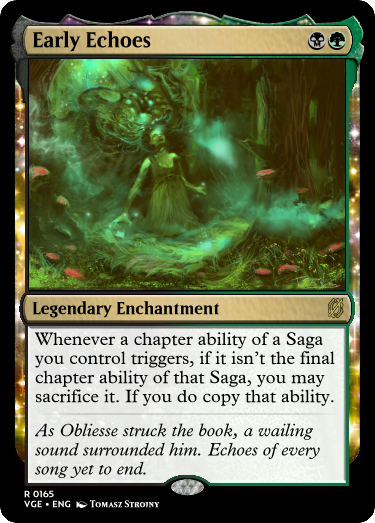 Early Echoes
Legendary Enchantment
Whenever a chapter ability of a Saga
you control triggers, if it isn't the final
chapter ability of that Saga, you may
sacrifice it. If you do copy that ability.
As Obliesse struck the book, a wailing
sound surrounded him. Echoes of every
song yet to end.
R 0165
VGE • ENG Tomasz Strojny